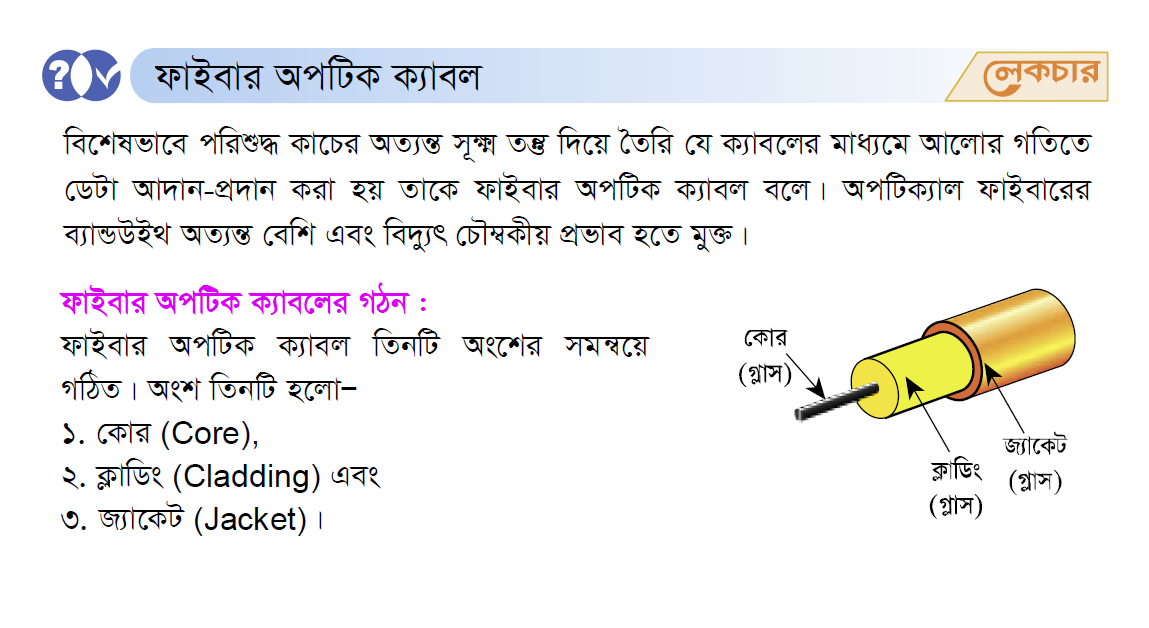 ফাইবার অপটিক ক্যাবল
লেকচার
বিশেষভাবে পরিশুদ্ধ কাচের অত্যন্ত সূক্ষ্ম তন্তু দিয়ে তৈরি যে ক্যাবলের মাধ্যমে আলোর গতিতে
ডেটা আদান-প্রদান করা হয় তাকে ফাইবার অপটিক ক্যাবল বলে। অপটিক্যাল ফাইবারের
ব্যান্ডউইথ অত্যন্ত বেশি এবং বিদ্যুৎ চৌম্বকীয় প্রভাব হতে মুক্ত।
ফাইবার অপটিক ক্যাবলের গঠন :
ফাইবার অপটিক ক্যাবল তিনটি অংশের সমন্বয়ে
গঠিত। অংশ তিনটি হলো–
১. কোর (Core),
২. ক্লাডিং (Cladding) এবং
৩. জ্যাকেট (Jacket)।
কোর
(গ্লাস)
ক্লাডিং
(গ্লাস)
জ্যাকেট
(গ্লাস)